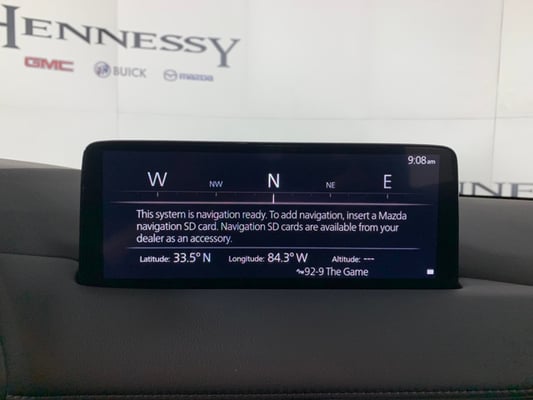 HENNESSY
GMC BUICK mazda
9:08am
W NW N NE E
This system is navigation ready. To add navigation, insert a Mazda
navigation SD card. Navigation SD cards are available from your
dealer as an accessory.
Latitude: 33.5° N Longitude: 84.3° W Altitude: ---
92-9 The Game